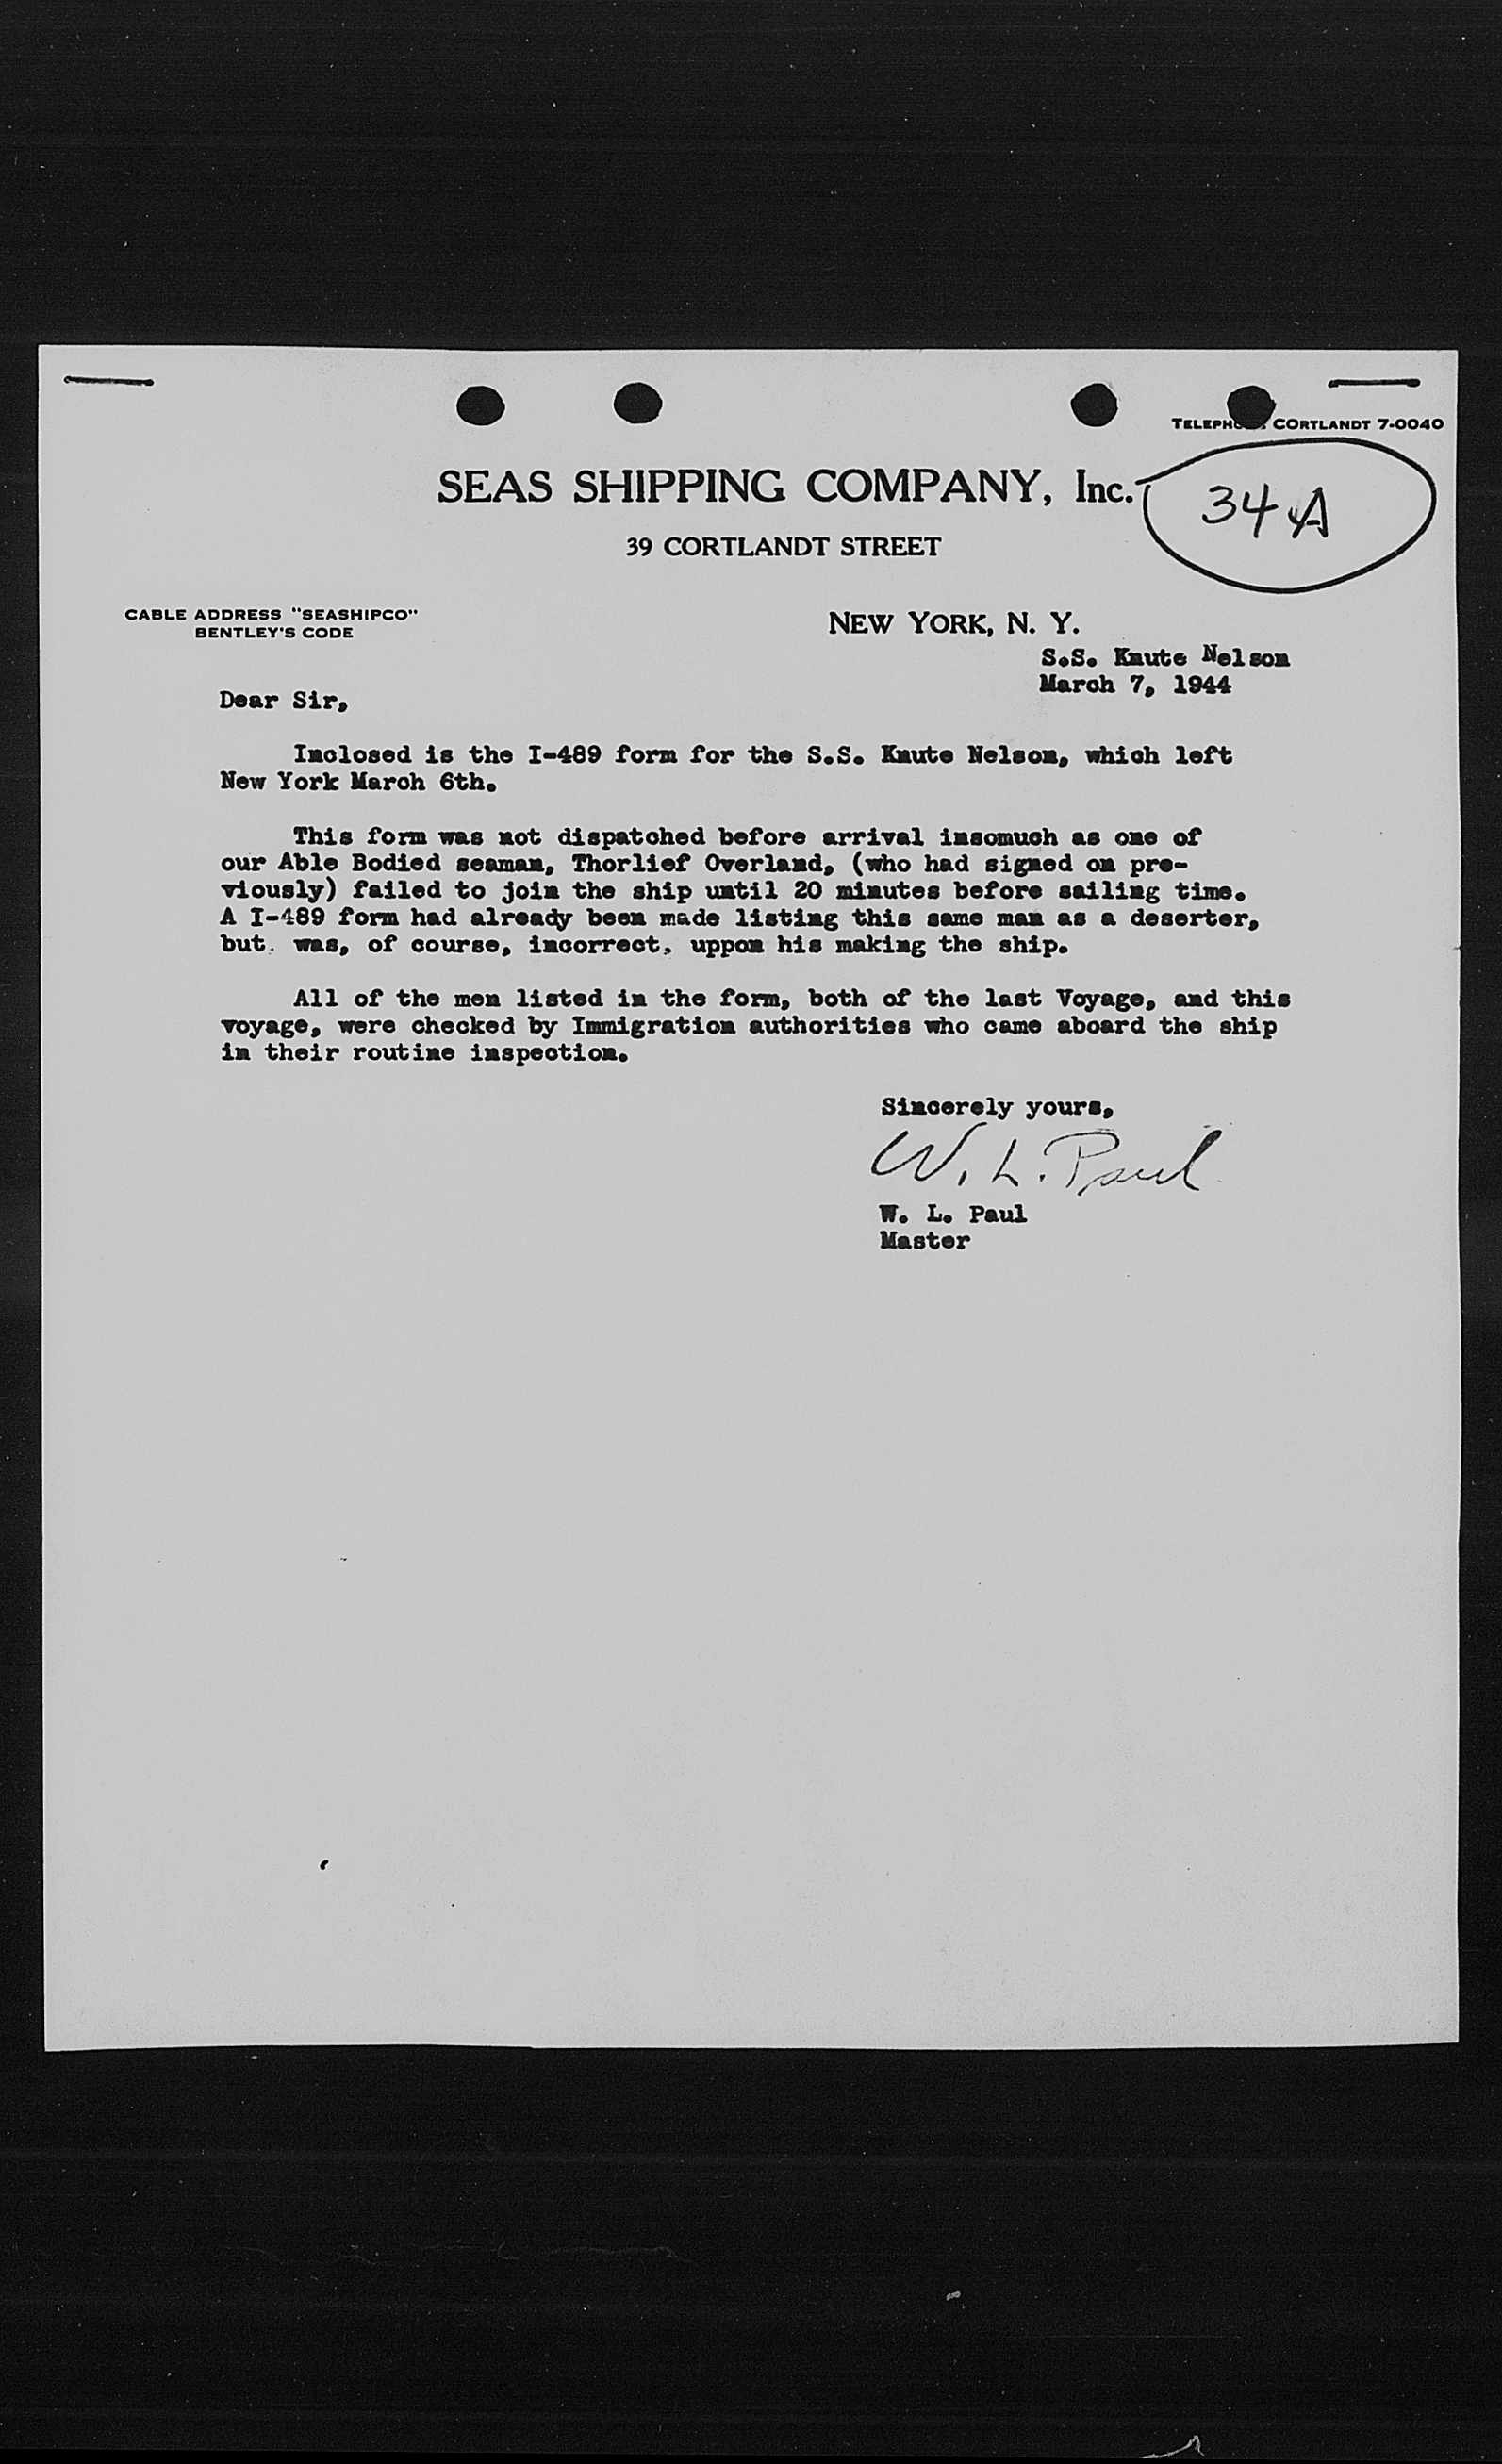 TELEPHONE CORTLANDT 7-0040
SEAS SHIPPING COMPANY, Inc.
34 A
39 CORTLANDT STREET
CABLE ADDRESS "SEASHIPCO"
BENTLEY'S CODE
NEW YORK, N. Y.
S.S. Knute Nelson
March 7, 1944
Dear Sir,
Inclosed is the I-489 form for the S.S. Knute Nelson, which left
New York March 6th.
This form was not dispatched before arrival insomuch as one of
our Able Bodied seaman, Thorlief Overland, (who had signed on pre-
viously) failed to join the ship until 20 minutes before sailing time.
A I-489 form had already been made listing this same man as a deserter,
but. was, of course, incorrect, uppon his making the ship.
All of the men listed in the form, both of the last Voyage, and this
voyage, were checked by Immigration authorities who came aboard the ship
in their routine inspection.
Sincerely yours,
W. L. Paul
W. L. Paul
Master